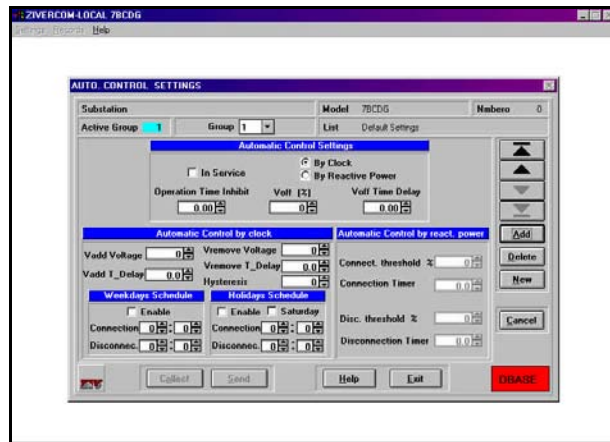 ZIVERCOM-LOCAL 7BCDG
Settings Records Help
AUTO. CONTROL SETTINGS
Substation Model 7BCDG Nmbero 0
Active Group 1 Group 1 List Default Settings
Automatic Control Settings
In Service By Clock
By Reactive Power
Operation Time Inhibit Voff [%] Voff Time Delay
0.00 0 0.00
Automatic Control by clock Automatic Control by react. power
Vadd Voltage 0 Vremove Voltage 0
Vadd T_Delay 0.0 Vremove T_Delay 0.0
Hysteresis 0
Connect. threshold % 0
Connection Timer 0.0
Disc. threshold % 0
Disconnection Timer 0.0
Weekdays Schedule Holidays Schedule
Enable Enable Saturday
Connection 0 : 0 Connection 0 : 0
Disconnec. 0 : 0 Disconnec. 0 : 0
Add
Delete
New
Cancel
Collect Send Help Exit DBASE